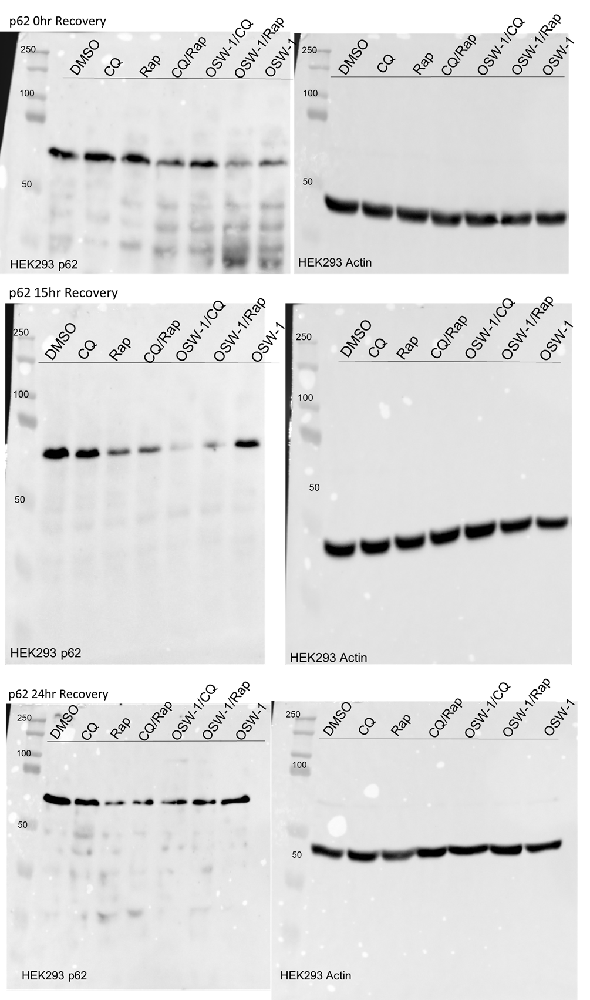 p62 0hr Recovery
DMSO CQ Rap CQ/Rap OSW-1/CQ OSW-1/Rap OSW-1
250
100
50
HEK293 p62
DMSO CQ Rap CQ/Rap OSW-1/CQ OSW-1/Rap OSW-1
250
100
50
HEK293 Actin
p62 15hr Recovery
DMSO CQ Rap CQ/Rap OSW-1/CQ OSW-1/Rap OSW-1
250
100
50
HEK293 p62
DMSO CQ Rap CQ/Rap OSW-1/CQ OSW-1/Rap OSW-1
250
100
50
HEK293 Actin
p62 24hr Recovery
DMSO CQ Rap CQ/Rap OSW-1/CQ OSW-1/Rap OSW-1
250
100
50
HEK293 p62
DMSO CQ Rap CQ/Rap OSW-1/CQ OSW-1/Rap OSW-1
250
100
50
HEK293 Actin